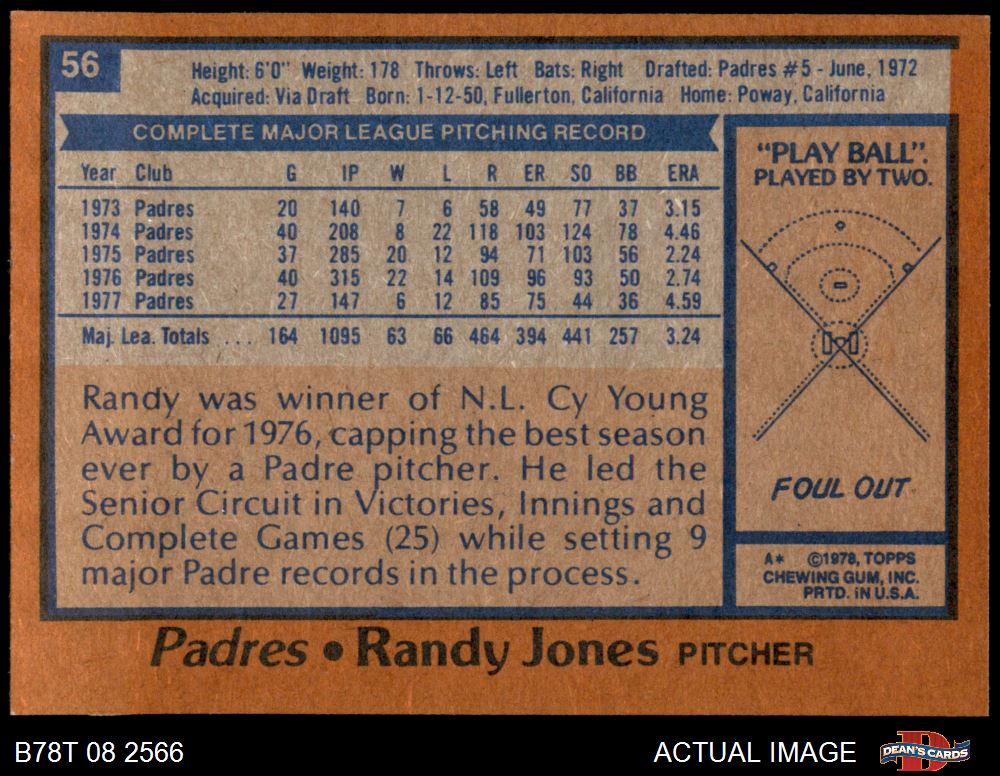 56
Height: 6'0" Weight: 178 Throws: Left Bats: Right Drafted: Padres #5 - June, 1972
Acquired: Via Draft Born: 1-12-50, Fullerton, California Home: Poway, California
COMPLETE MAJOR LEAGUE PITCHING RECORD
Year Club G IP W L R ER SO BB ERA
1973 Padres 20 140 7 6 58 49 77 37 3.15
1974 Padres 40 208 8 22 118 103 124 78 4.46
1975 Padres 37 285 20 12 94 71 103 56 2.24
1976 Padres 40 315 22 14 109 96 93 50 2.74
1977 Padres 27 147 6 12 85 75 44 36 4.59
Maj. Lea. Totals . . . 164 1095 63 66 464 394 441 257 3.24
Randy was winner of N.L. Cy Young
Award for 1976, capping the best season
ever by a Padre pitcher. He led the
Senior Circuit in Victories, Innings and
Complete Games (25) while setting 9
major Padre records in the process.
"PLAY BALL".
PLAYED BY TWO.
FOUL OUT
A* ©1978, TOPPS
CHEWING GUM, INC.
PRTD. IN U.S.A.
Padres • Randy Jones PITCHER
B78T 08 2566
ACTUAL IMAGE
DEAN'S CARDS